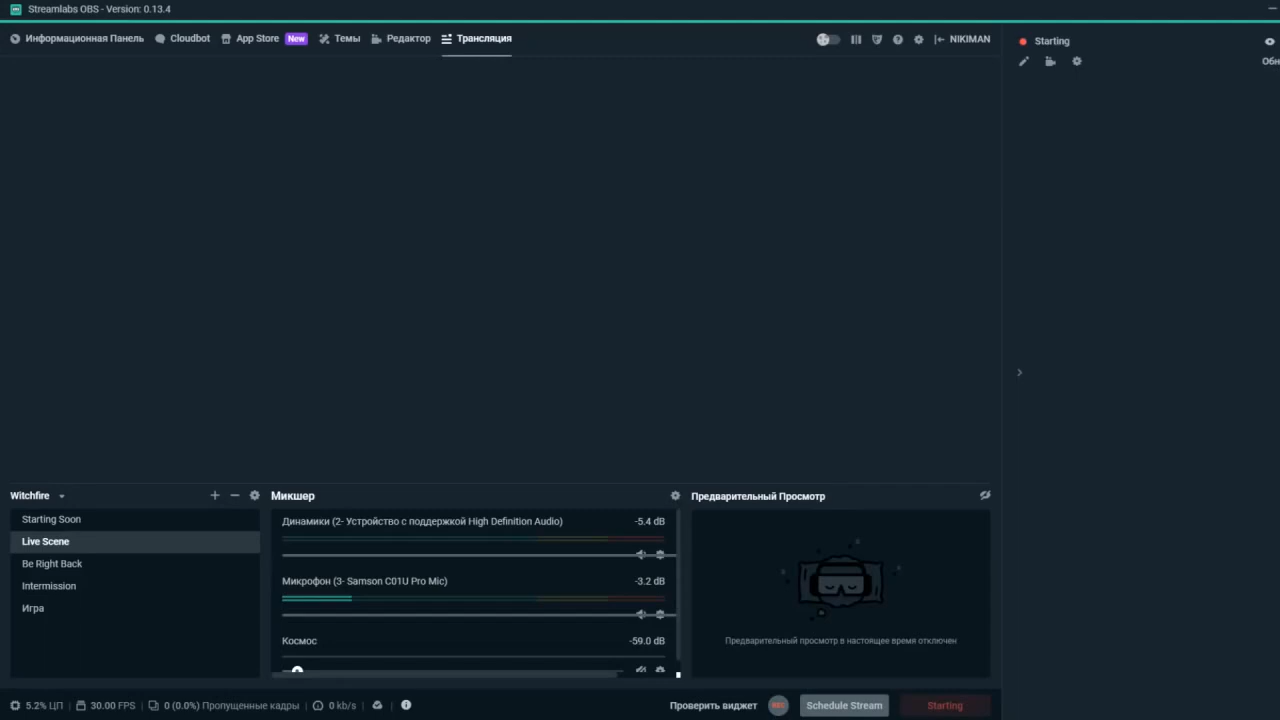 Streamlabs OBS - Version: 0.13.4
Информационная Панель
Cloudbot
App Store New
Темы
Редактор
Трансляция
NIKIMAN
Starting
Обн
Witchfire
Starting Soon
Live Scene
Be Right Back
Intermission
Игра
Микшер
Динамики (2- Устройство с поддержкой High Definition Audio) -5.4 dB
Микрофон (3- Samson C01U Pro Mic) -3.2 dB
Космос -59.0 dB
Предварительный Просмотр
Предварительный просмотр в настоящее время отключен
5.2% ЦП
30.00 FPS
0 (0.0%) Пропущенные кадры
0 kb/s
Проверить виджет
REC
Schedule Stream
Starting